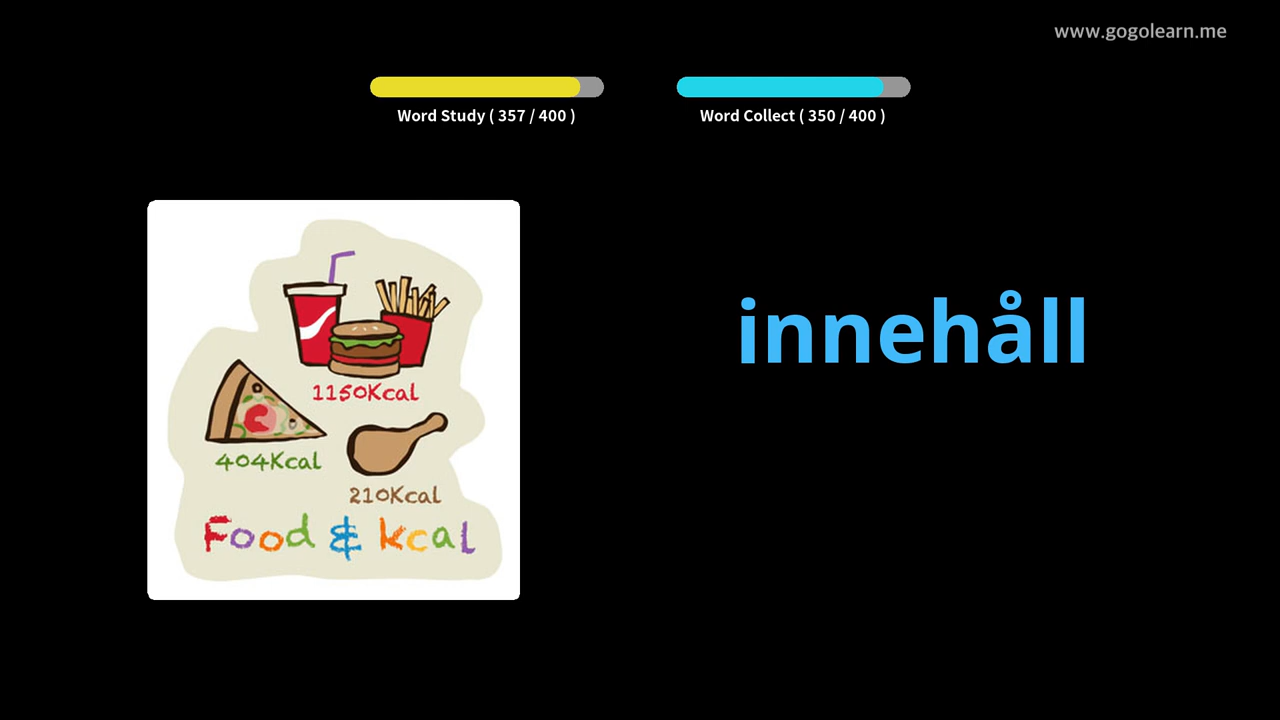 www.gogolearn.me
Word Study ( 357 / 400 )
Word Collect ( 350 / 400 )
1150Kcal
404Kcal
210Kcal
Food & kcal
innehåll